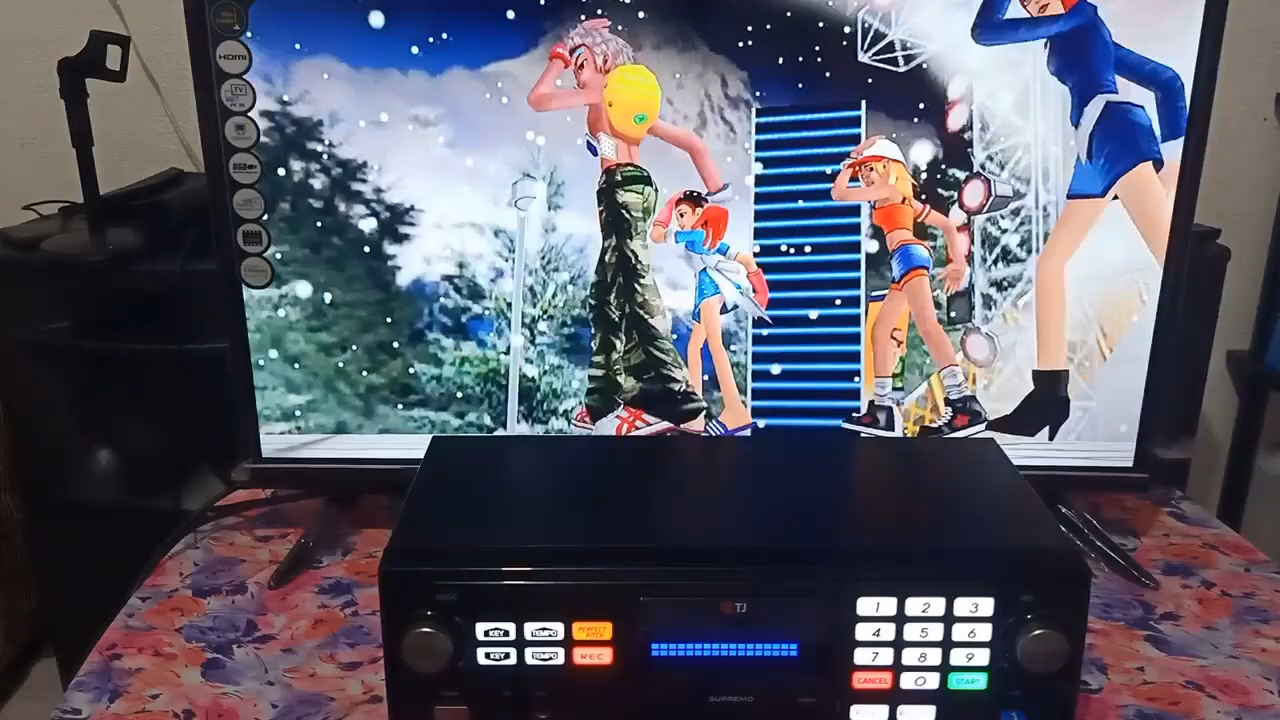 HDMI
TV
USB
TJ
1 2 3
KEY TEMPO PERFECT PITCH
4 5 6
KEY TEMPO REC
7 8 9
CANCEL 0 START
SUPREMO